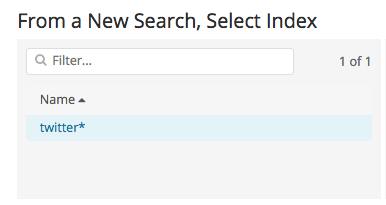 From a New Search, Select Index
Filter... 1 of 1
Name
twitter*